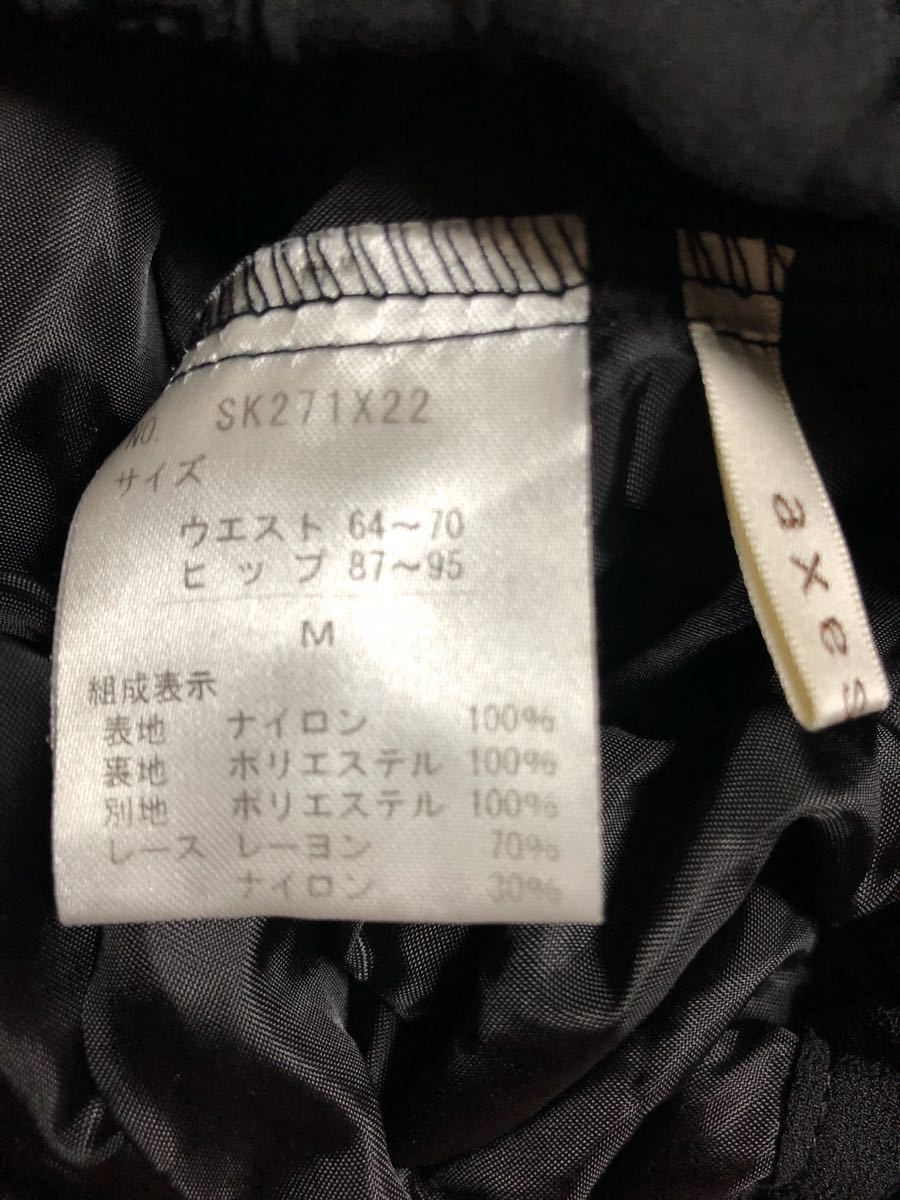 NO. SK271X22
サイズ
ウエスト 64〜70
ヒップ 87〜95
M
組成表示
表地 ナイロン 100%
裏地 ポリエステル 100%
別地 ポリエステル 100%
レース レーヨン 70%
ナイロン 30%
axes